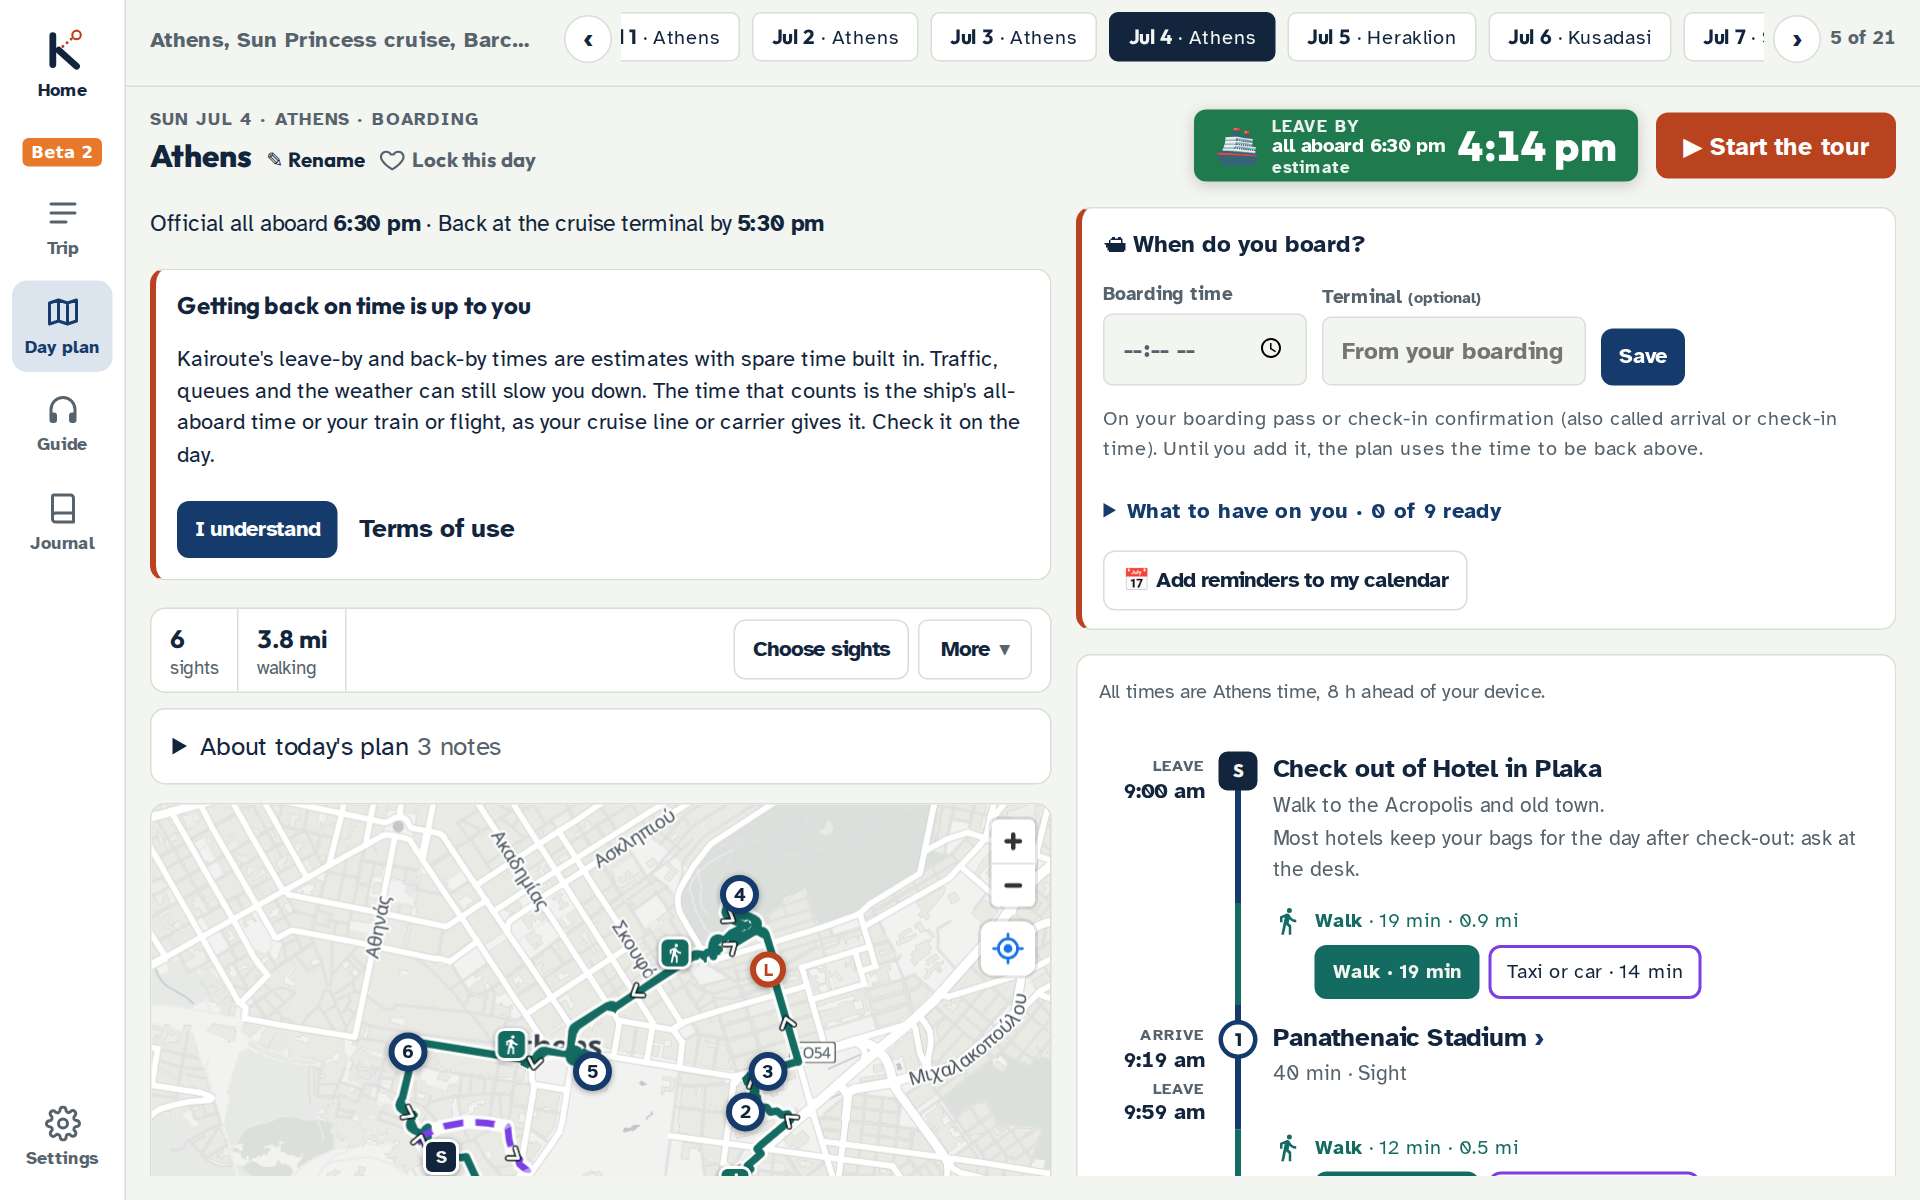 Home
Beta 2
Trip
Day plan
Guide
Journal
Settings
Athens, Sun Princess cruise, Barc...
‹
1 · Athens
Jul 2 · Athens
Jul 3 · Athens
Jul 4 · Athens
Jul 5 · Heraklion
Jul 6 · Kusadasi
Jul 7 ·
›
5 of 21
SUN JUL 4 · ATHENS · BOARDING
Athens
✎ Rename
Lock this day
LEAVE BY
all aboard 6:30 pm
estimate
4:14 pm
▶ Start the tour
Official all aboard 6:30 pm · Back at the cruise terminal by 5:30 pm
Getting back on time is up to you
Kairoute's leave-by and back-by times are estimates with spare time built in. Traffic,
queues and the weather can still slow you down. The time that counts is the ship's all-
aboard time or your train or flight, as your cruise line or carrier gives it. Check it on the
day.
I understand
Terms of use
6
sights
3.8 mi
walking
Choose sights
More ▼
▶ About today's plan 3 notes
Ακαδημίας
Ασκληπιού
Αθηνάς
Σκουφά
Μιχαλακοπούλου
O54
4
L
6
5
3
2
S
+
−
When do you board?
Boarding time
Terminal (optional)
--:-- --
From your boarding
Save
On your boarding pass or check-in confirmation (also called arrival or check-in
time). Until you add it, the plan uses the time to be back above.
▶ What to have on you · 0 of 9 ready
Add reminders to my calendar
All times are Athens time, 8 h ahead of your device.
LEAVE
9:00 am
S
Check out of Hotel in Plaka
Walk to the Acropolis and old town.
Most hotels keep your bags for the day after check-out: ask at
the desk.
Walk · 19 min · 0.9 mi
Walk · 19 min
Taxi or car · 14 min
ARRIVE
9:19 am
LEAVE
9:59 am
1
Panathenaic Stadium ›
40 min · Sight
Walk · 12 min · 0.5 mi